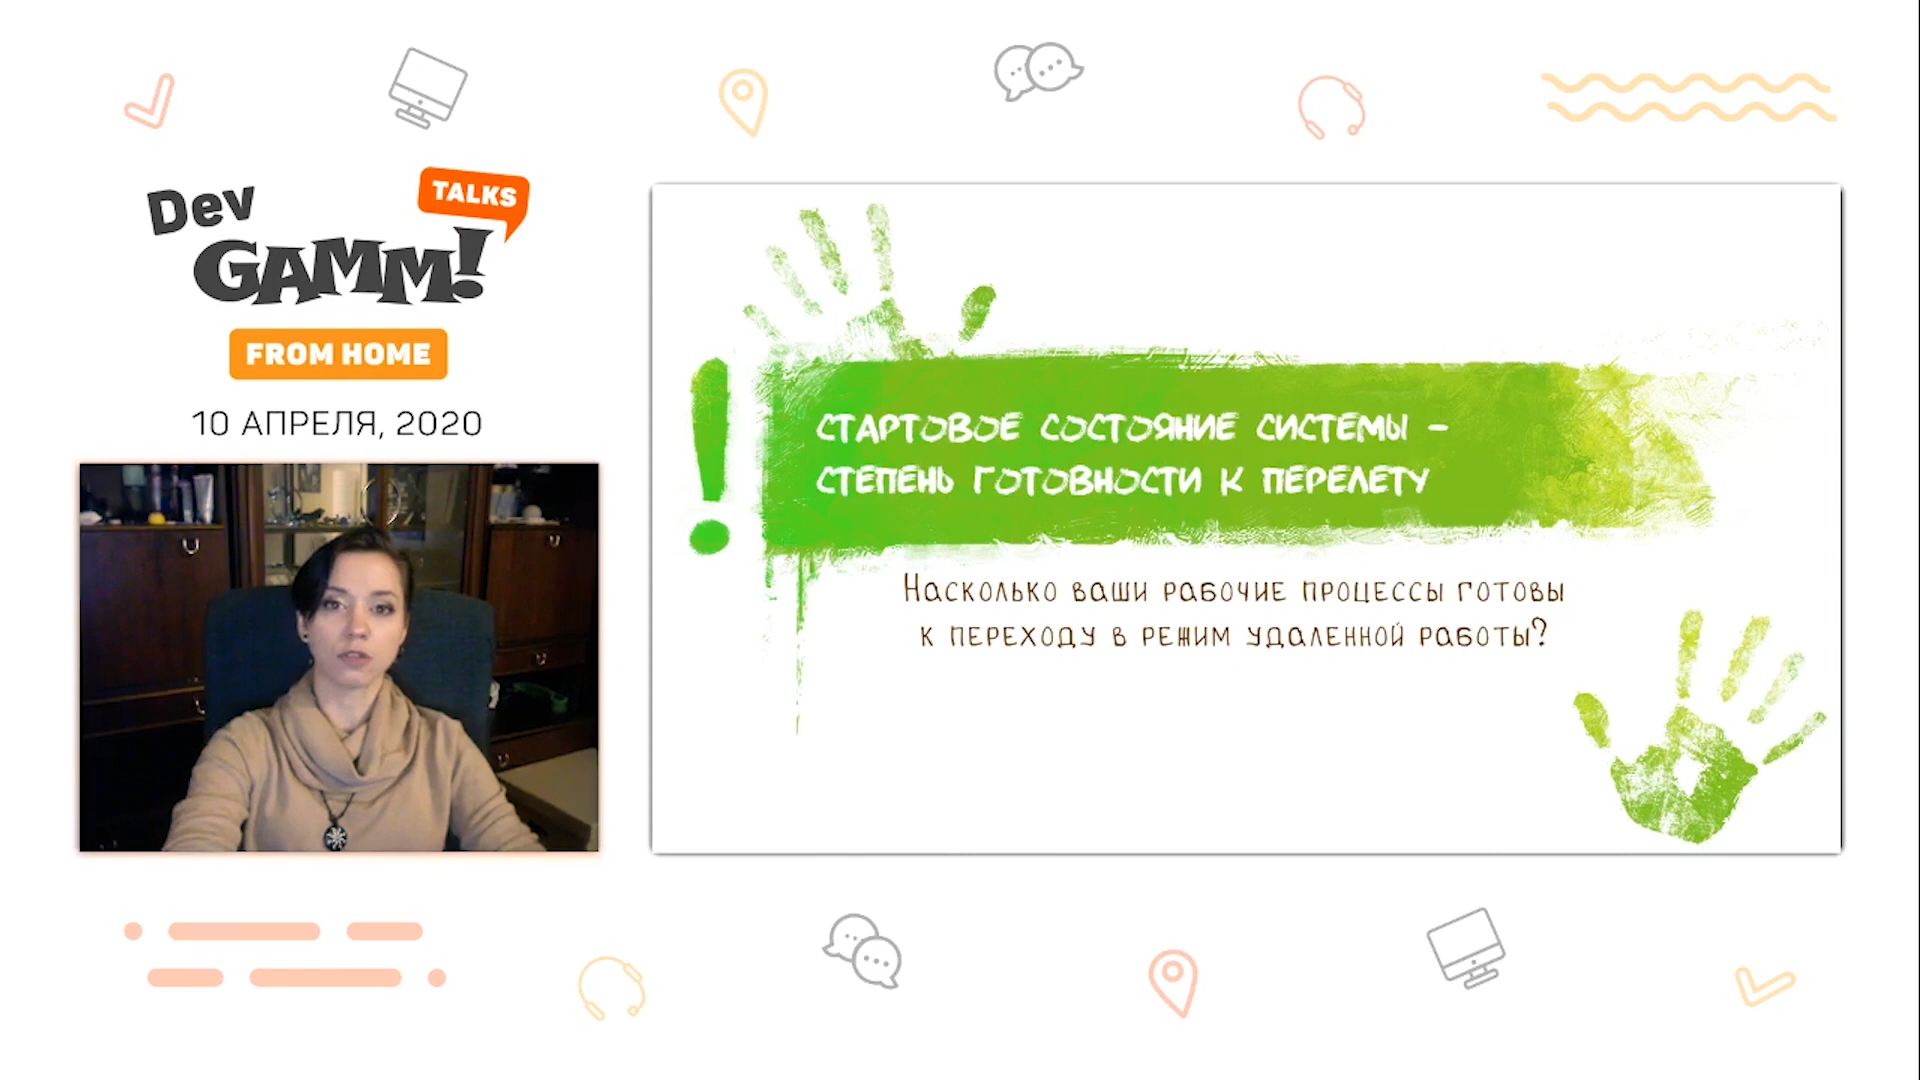 Dev
TALKS
GAMM!
FROM HOME
10 АПРЕЛЯ, 2020
!
СТАРТОВОЕ СОСТОЯНИЕ СИСТЕМЫ –
СТЕПЕНЬ ГОТОВНОСТИ К ПЕРЕЛЕТУ
Насколько ваши рабочие процессы готовы
к переходу в режим удаленной работы?